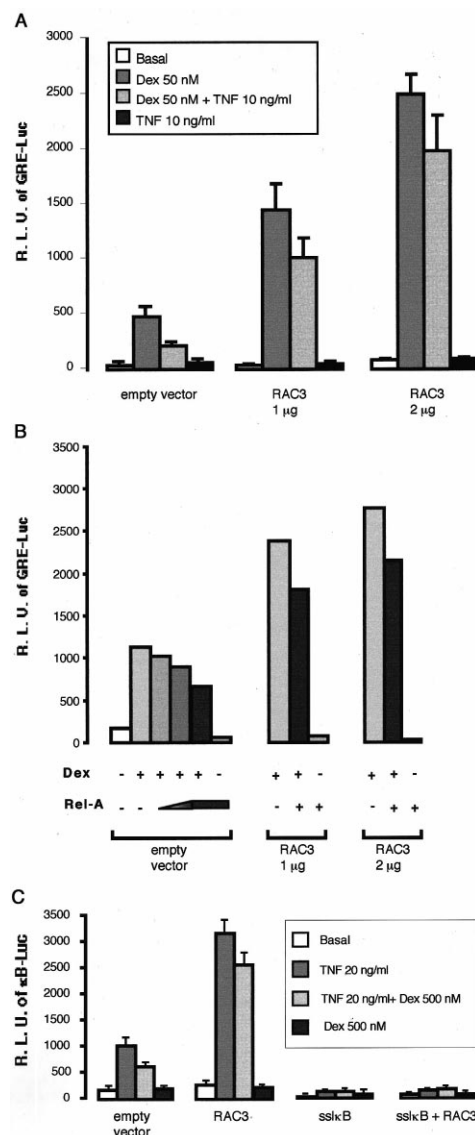 A
3000
2500
2000
1500
1000
500
0
R. L. U. of GRE-Luc
Basal
Dex 50 nM
Dex 50 nM + TNF 10 ng/ml
TNF 10 ng/ml
empty vector
RAC3
1 µg
RAC3
2 µg
B
3500
3000
2500
2000
1500
1000
500
0
R. L. U. of GRE-Luc
Dex - + + + + - + + - + + -
Rel-A - - - + + - + +
empty
vector
RAC3
1 µg
RAC3
2 µg
C
3500
3000
2500
2000
1500
1000
500
0
R. L. U. of κB-Luc
Basal
TNF 20 ng/ml
TNF 20 ng/ml+ Dex 500 nM
Dex 500 nM
empty
vector
RAC3
ssIκB
ssIκB + RAC3